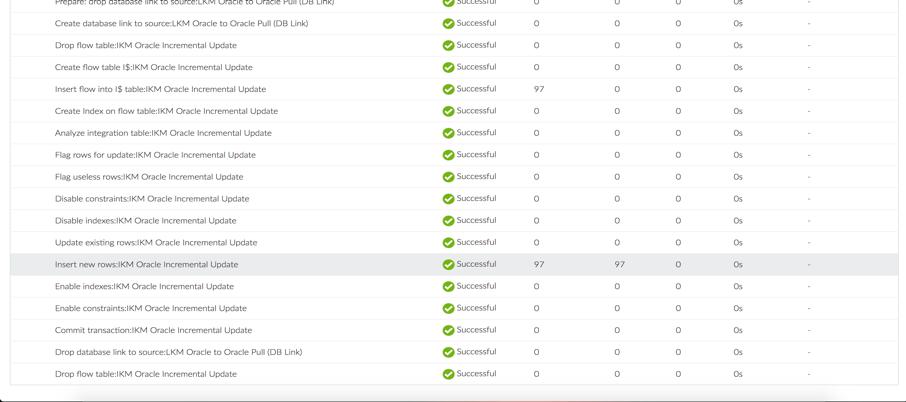 Prepare: drop database link to source:LKM Oracle to Oracle Pull (DB Link) Successful 0 0 0 0s -
Create database link to source:LKM Oracle to Oracle Pull (DB Link) Successful 0 0 0 0s -
Drop flow table:IKM Oracle Incremental Update Successful 0 0 0 0s -
Create flow table I$:IKM Oracle Incremental Update Successful 0 0 0 0s -
Insert flow into I$ table:IKM Oracle Incremental Update Successful 97 0 0 0s -
Create Index on flow table:IKM Oracle Incremental Update Successful 0 0 0 0s -
Analyze integration table:IKM Oracle Incremental Update Successful 0 0 0 0s -
Flag rows for update:IKM Oracle Incremental Update Successful 0 0 0 0s -
Flag useless rows:IKM Oracle Incremental Update Successful 0 0 0 0s -
Disable constraints:IKM Oracle Incremental Update Successful 0 0 0 0s -
Disable indexes:IKM Oracle Incremental Update Successful 0 0 0 0s -
Update existing rows:IKM Oracle Incremental Update Successful 0 0 0 0s -
Insert new rows:IKM Oracle Incremental Update Successful 97 97 0 0s -
Enable indexes:IKM Oracle Incremental Update Successful 0 0 0 0s -
Enable constraints:IKM Oracle Incremental Update Successful 0 0 0 0s -
Commit transaction:IKM Oracle Incremental Update Successful 0 0 0 0s -
Drop database link to source:LKM Oracle to Oracle Pull (DB Link) Successful 0 0 0 0s -
Drop flow table:IKM Oracle Incremental Update Successful 0 0 0 0s -